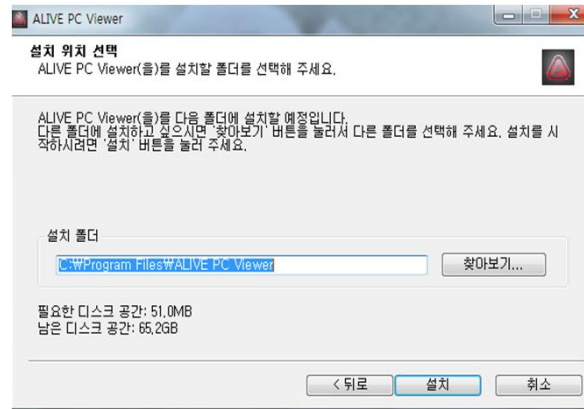 ALIVE PC Viewer
설치 위치 선택
ALIVE PC Viewer(을)를 설치할 폴더를 선택해 주세요.
ALIVE PC Viewer(을)를 다음 폴더에 설치할 예정입니다.
다른 폴더에 설치하고 싶으시면 '찾아보기' 버튼을 눌러서 다른 폴더를 선택해 주세요. 설치를 시
작하시려면 '설치' 버튼을 눌러 주세요.
설치 폴더
C:₩Program Files₩ALIVE PC Viewer
찾아보기...
필요한 디스크 공간: 51.0MB
남은 디스크 공간: 65.2GB
< 뒤로 설치 취소